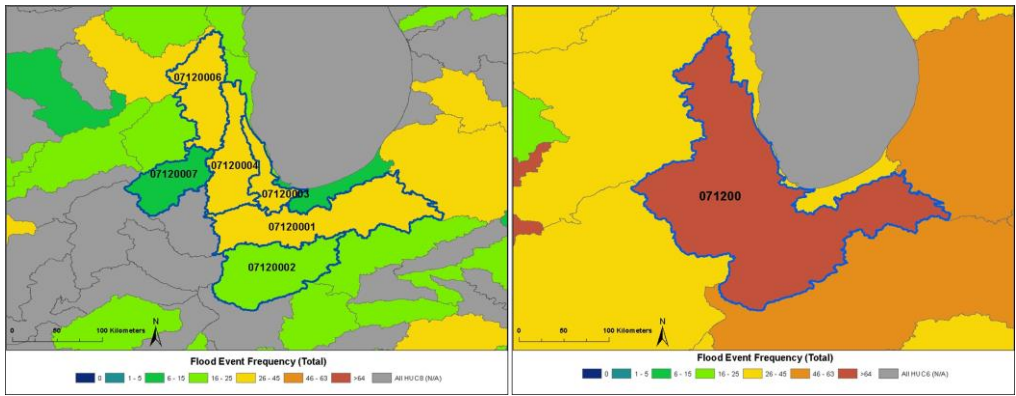 07120006
07120007
07120004
07120003
07120001
07120002
0 50 100 Kilometers
N
Flood Event Frequency (Total)
0 1 - 5 6 - 15 16 - 25 26 - 45 46 - 63 >64 All HUC8 (N/A)
071200
0 50 100 Kilometers
N
Flood Event Frequency (Total)
0 1 - 5 6 - 15 16 - 25 26 - 45 46 - 63 >64 All HUC6 (N/A)